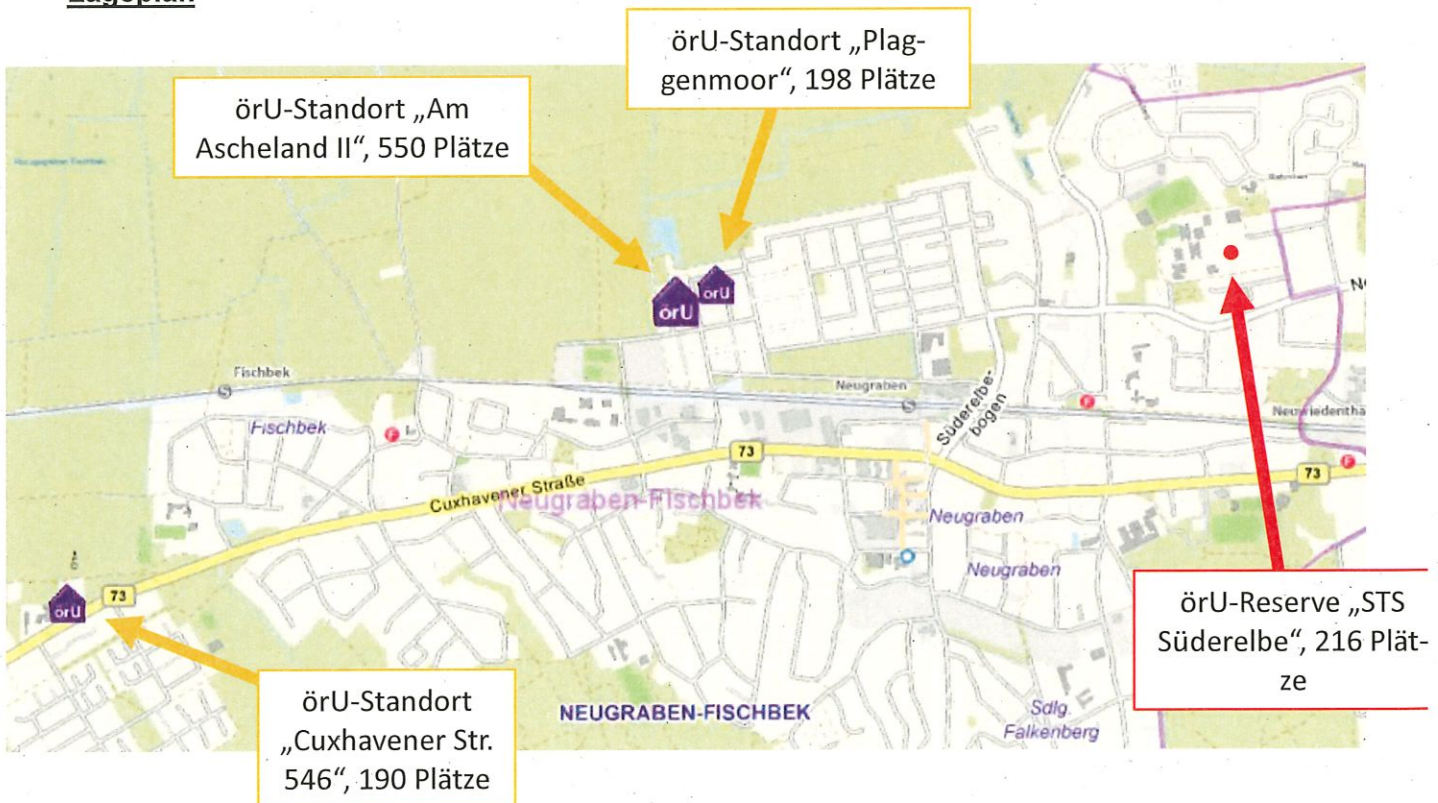 Lageplan
örU-Standort „Plag-
genmoor“, 198 Plätze
örU-Standort „Am
Ascheland II“, 550 Plätze
örU
örU
Fischbek
Neugraben
Süderelbe-
bogen
Fischbek
F
F
F
73
73
73
Cuxhavener Straße
Neugraben-Fischbek
Neugraben
Neugraben
örU
örU-Reserve „STS
Süderelbe“, 216 Plät-
ze
örU-Standort
„Cuxhavener Str.
546“, 190 Plätze
NEUGRABEN-FISCHBEK
Sdlg.
Falkenberg